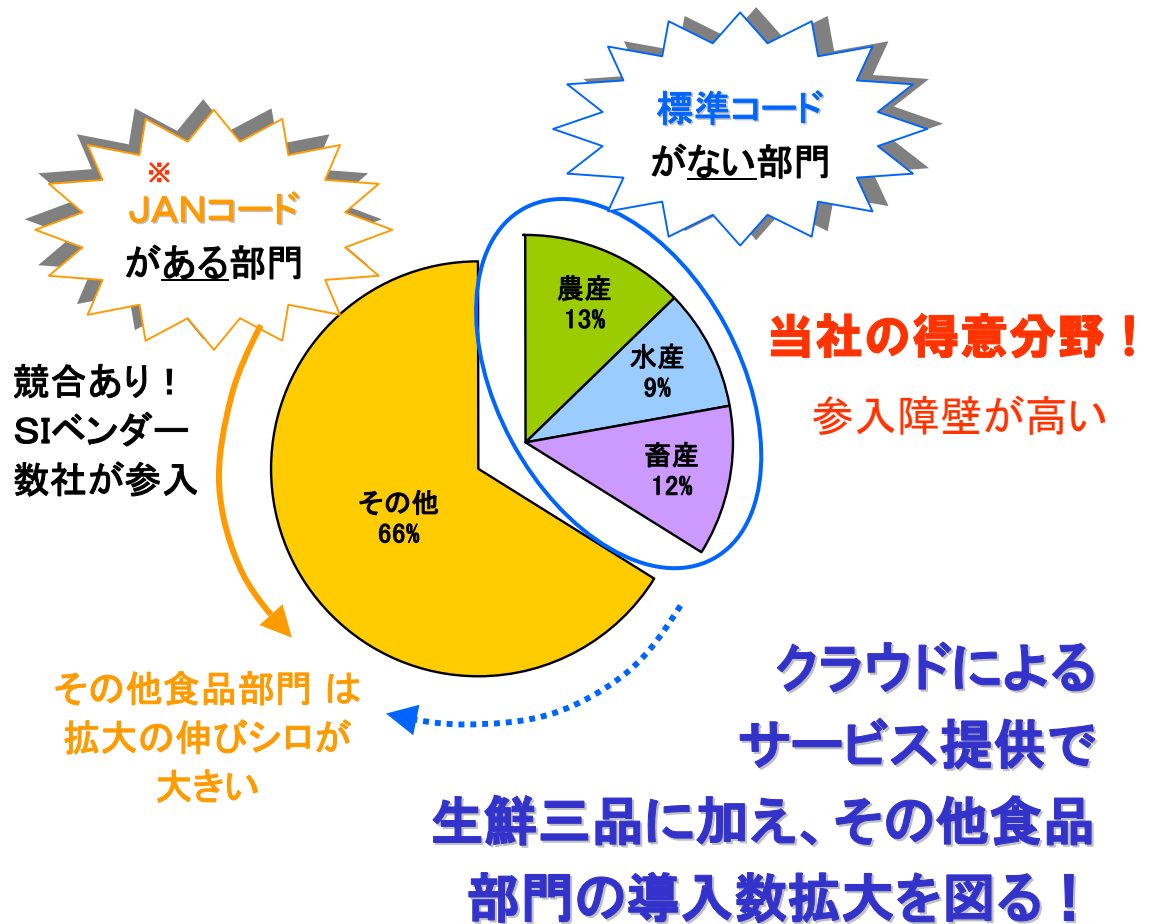 標準コード
がない部門
※
JANコード
がある部門
農産
13%
水産
9%
畜産
12%
その他
66%
当社の得意分野！
参入障壁が高い
競合あり！
SIベンダー
数社が参入
その他食品部門 は
拡大の伸びシロが
大きい
クラウドによる
サービス提供で
生鮮三品に加え、その他食品
部門の導入数拡大を図る！